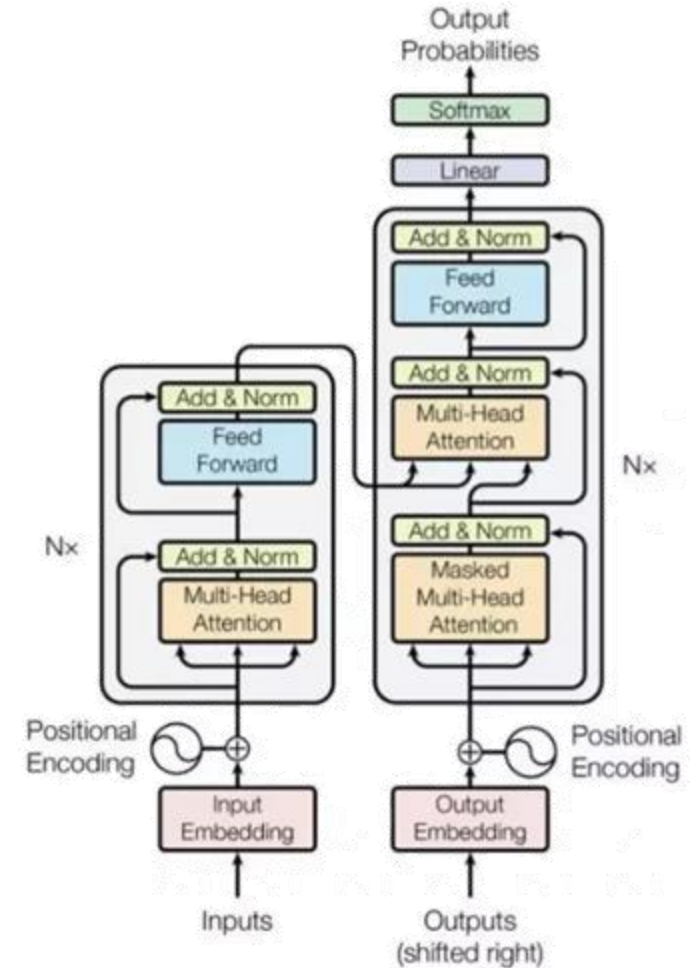 Output
Probabilities
Softmax
Linear
Add & Norm
Feed
Forward
Add & Norm
Multi-Head
Attention
Nx
Add & Norm
Masked
Multi-Head
Attention
Add & Norm
Feed
Forward
Nx
Add & Norm
Multi-Head
Attention
Positional
Encoding
Positional
Encoding
Input
Embedding
Output
Embedding
Inputs
Outputs
(shifted right)